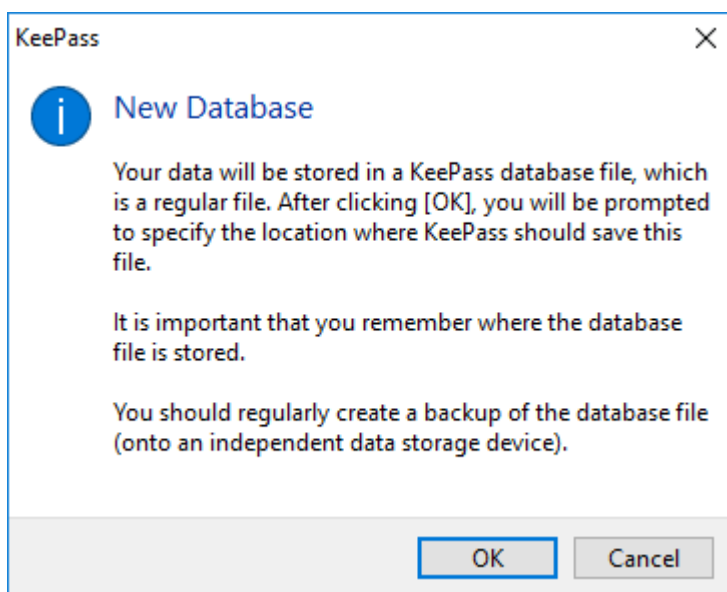 KeePass
New Database
Your data will be stored in a KeePass database file, which
is a regular file. After clicking [OK], you will be prompted
to specify the location where KeePass should save this
file.
It is important that you remember where the database
file is stored.
You should regularly create a backup of the database file
(onto an independent data storage device).
OK
Cancel